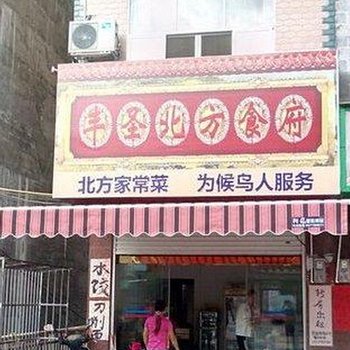 丰圣北方食府
北方家常菜 为候鸟人服务
水饺 刀削面